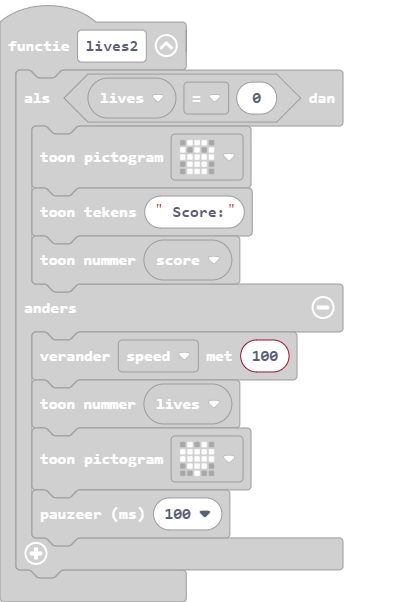 functie lives2
als lives = 0 dan
toon pictogram
toon tekens " Score:"
toon nummer score
anders
verander speed met 100
toon nummer lives
toon pictogram
pauzeer (ms) 100